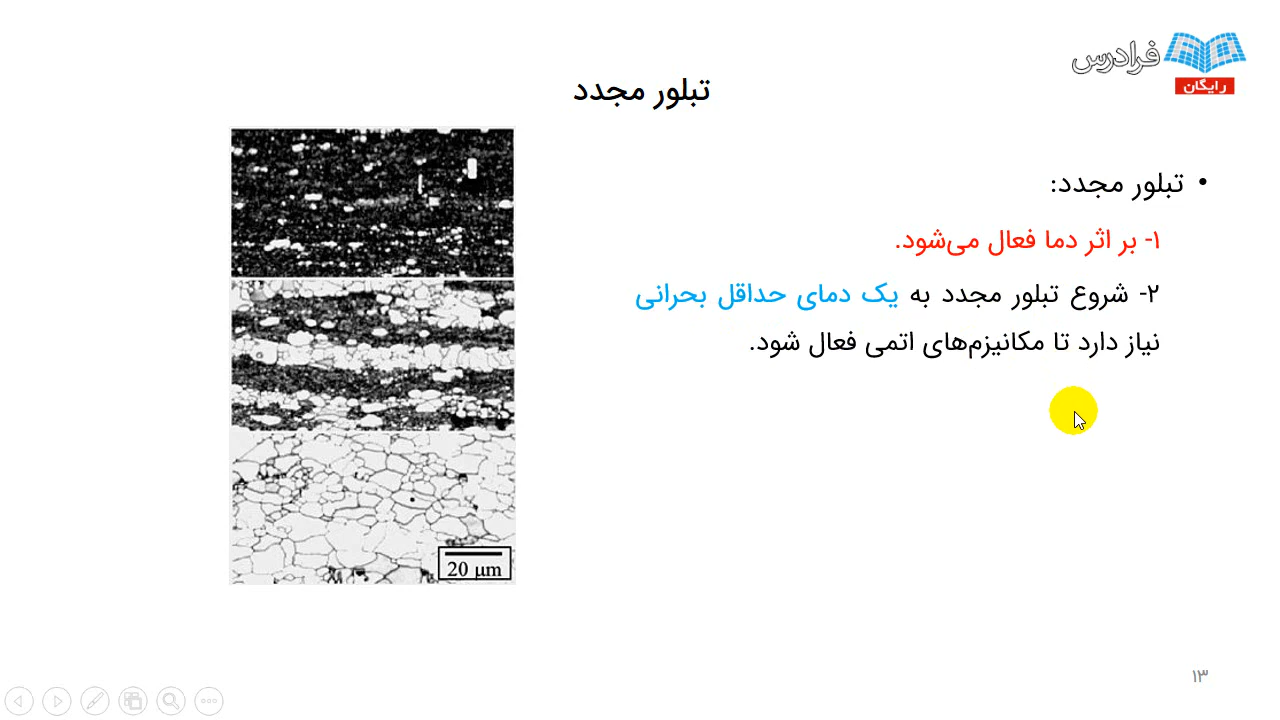 فرادرس
رایگان
تبلور مجدد
• تبلور مجدد:
۱- بر اثر دما فعال می‌شود.
۲- شروع تبلور مجدد به یک دمای حداقل بحرانی
نیاز دارد تا مکانیزم‌های اتمی فعال شود.
20 µm
۱۳